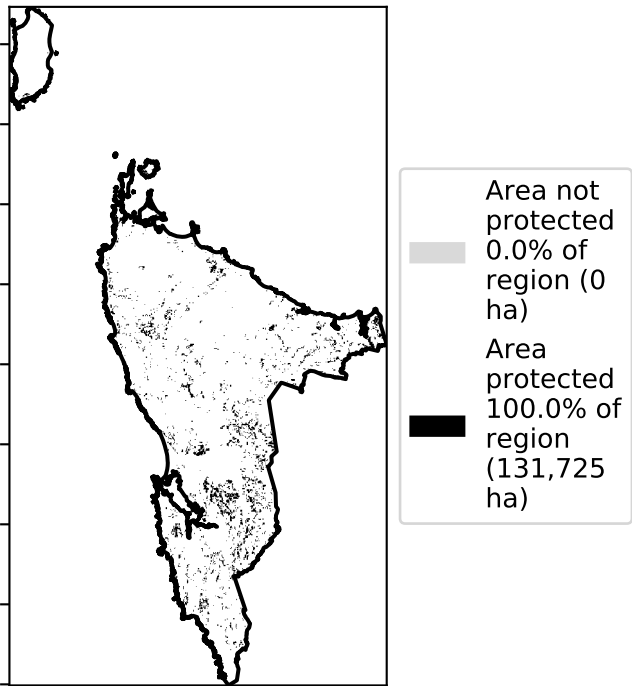 Area not
protected
0.0% of
region (0
ha)
Area
protected
100.0% of
region
(131,725
ha)